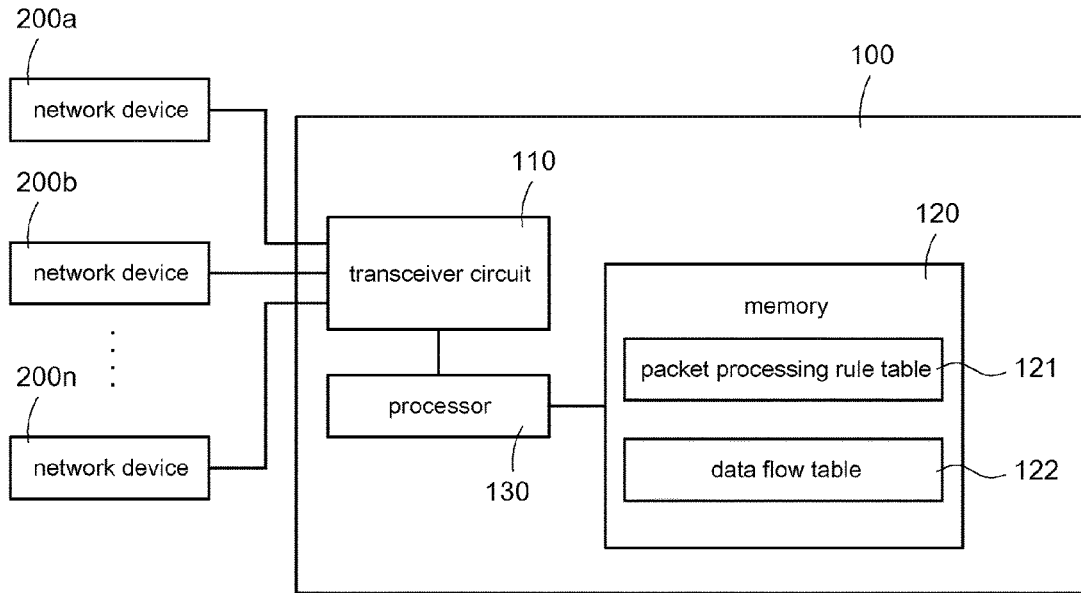 200a
network device
100
110
200b
network device
transceiver circuit
120
memory
packet processing rule table
121
200n
network device
processor
130
data flow table
122